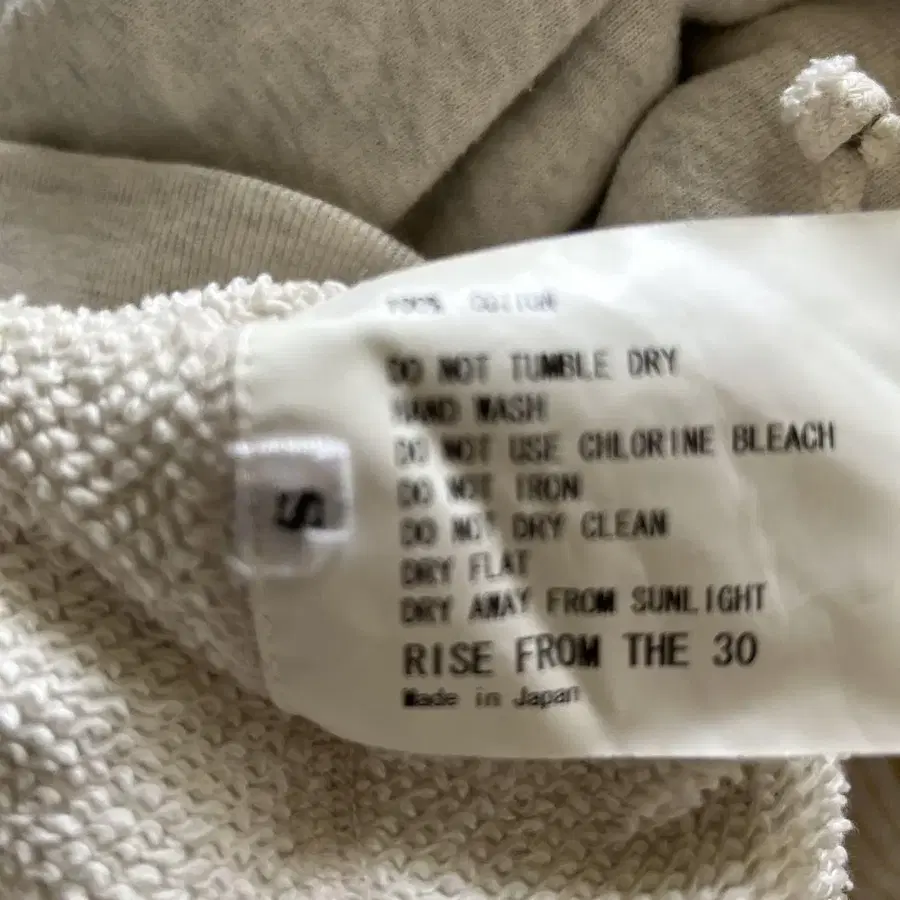 100% COTTON
DO NOT TUMBLE DRY
HAND WASH
DO NOT USE CHLORINE BLEACH
DO NOT IRON
DO NOT DRY CLEAN
DRY FLAT
DRY AWAY FROM SUNLIGHT
RISE FROM THE 30
Made in Japan
S